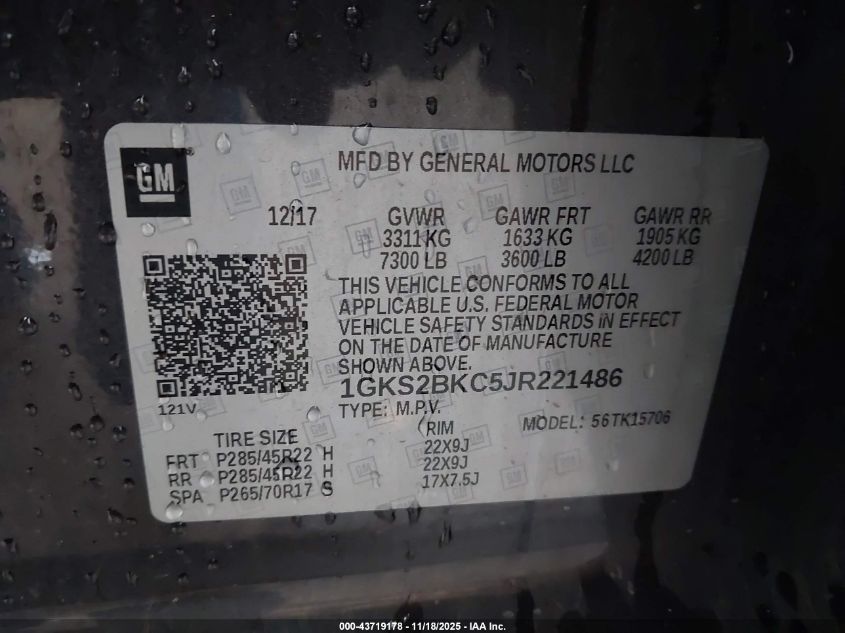 GM
MFD BY GENERAL MOTORS LLC
12/17 GVWR GAWR FRT GAWR RR
3311 KG 1633 KG 1905 KG
7300 LB 3600 LB 4200 LB
THIS VEHICLE CONFORMS TO ALL
APPLICABLE U.S. FEDERAL MOTOR
VEHICLE SAFETY STANDARDS IN EFFECT
ON THE DATE OF MANUFACTURE
SHOWN ABOVE.
1GKS2BKC5JR221486
121V TYPE: M.P.V. MODEL: 56TK15706
TIRE SIZE RIM
FRT P285/45R22 H 22X9J
RR P285/45R22 H 22X9J
SPA P265/70R17 S 17X7.5J
000-43719178 - 11/18/2025 - IAA Inc.